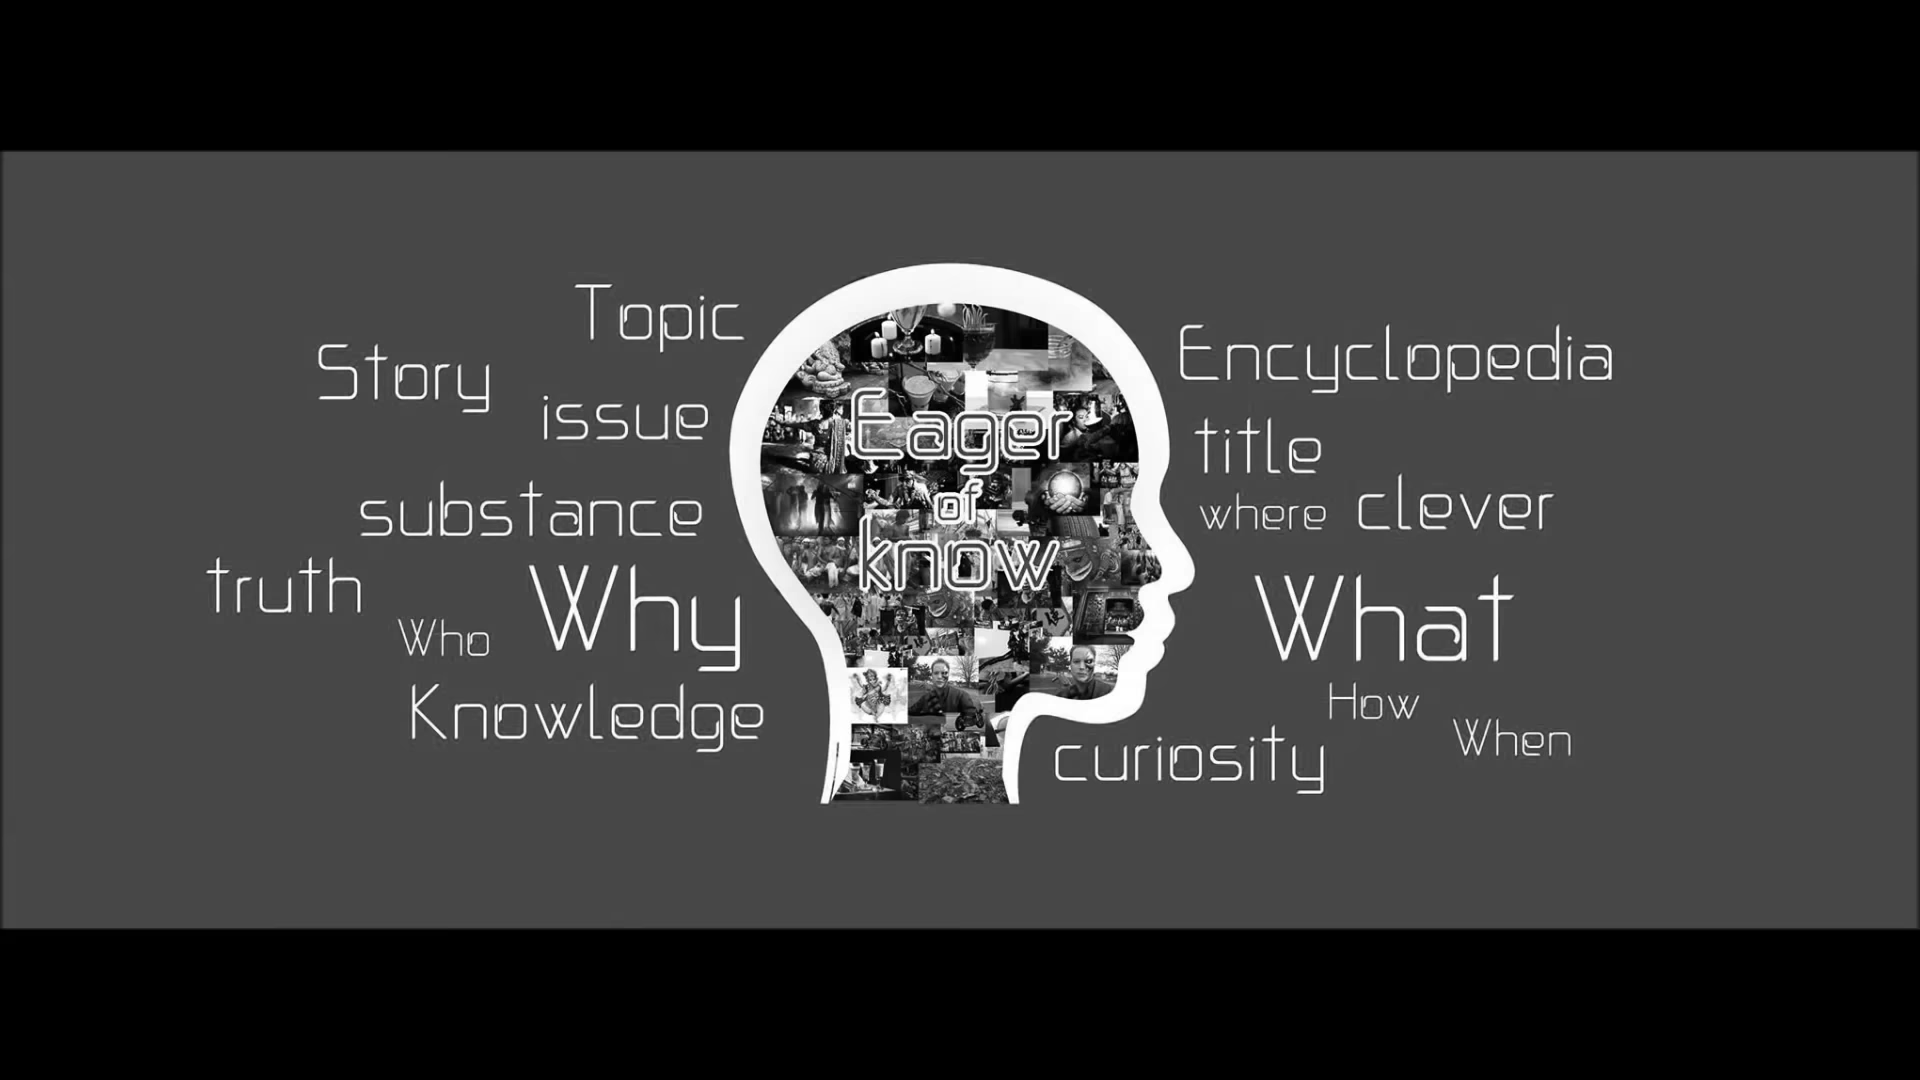 Topic
Story
issue
substance
truth
Why
Who
Knowledge
Eager
of
know
Encyclopedia
title
where clever
What
How
When
curiosity